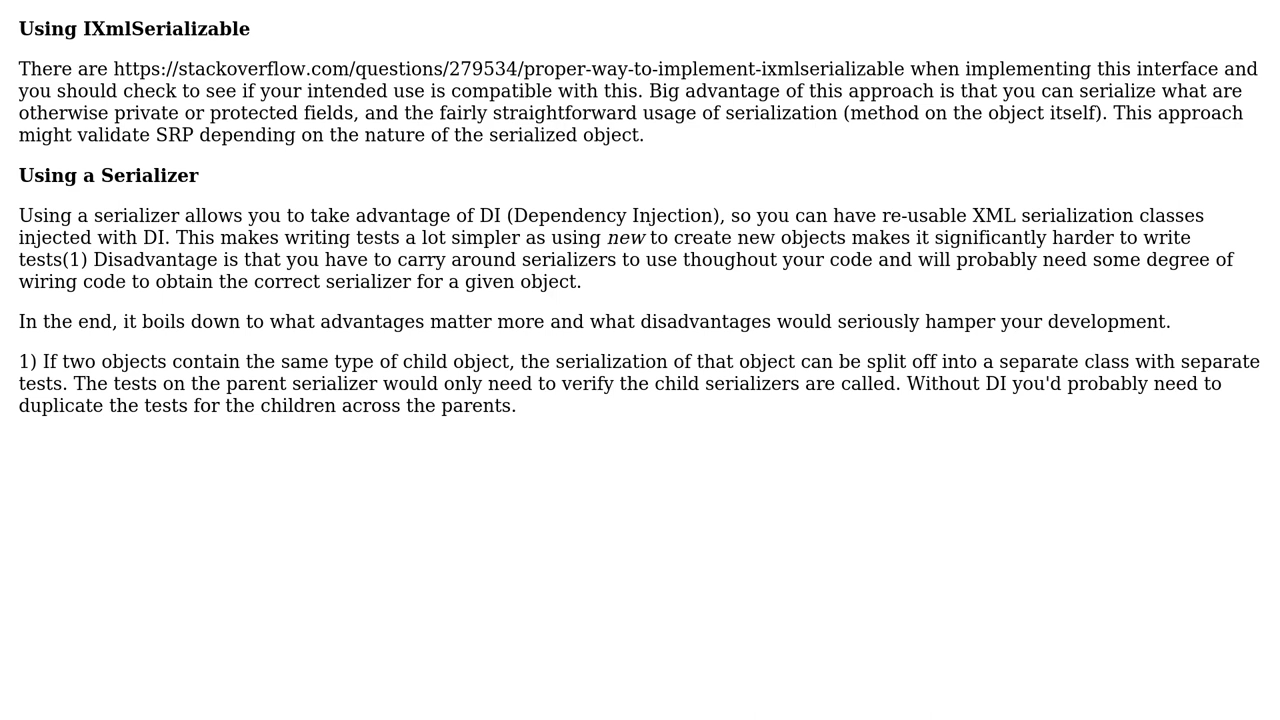 Using IXmlSerializable
There are https://stackoverflow.com/questions/279534/proper-way-to-implement-ixmlserializable when implementing this interface and
you should check to see if your intended use is compatible with this. Big advantage of this approach is that you can serialize what are
otherwise private or protected fields, and the fairly straightforward usage of serialization (method on the object itself). This approach
might validate SRP depending on the nature of the serialized object.
Using a Serializer
Using a serializer allows you to take advantage of DI (Dependency Injection), so you can have re-usable XML serialization classes
injected with DI. This makes writing tests a lot simpler as using new to create new objects makes it significantly harder to write
tests(1) Disadvantage is that you have to carry around serializers to use thoughout your code and will probably need some degree of
wiring code to obtain the correct serializer for a given object.
In the end, it boils down to what advantages matter more and what disadvantages would seriously hamper your development.
1) If two objects contain the same type of child object, the serialization of that object can be split off into a separate class with separate
tests. The tests on the parent serializer would only need to verify the child serializers are called. Without DI you'd probably need to
duplicate the tests for the children across the parents.